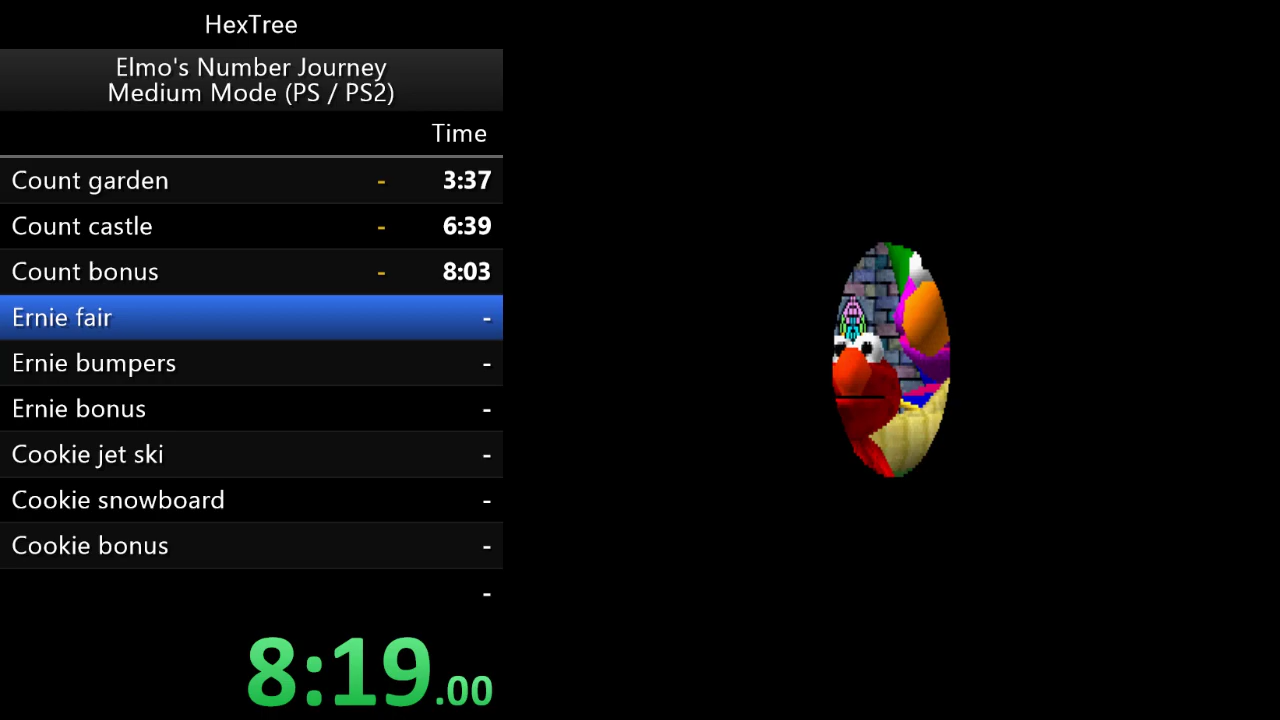 HexTree
Elmo's Number Journey
Medium Mode (PS / PS2)
Time
Count garden - 3:37
Count castle - 6:39
Count bonus - 8:03
Ernie fair -
Ernie bumpers -
Ernie bonus -
Cookie jet ski -
Cookie snowboard -
Cookie bonus -
-
8:19.00